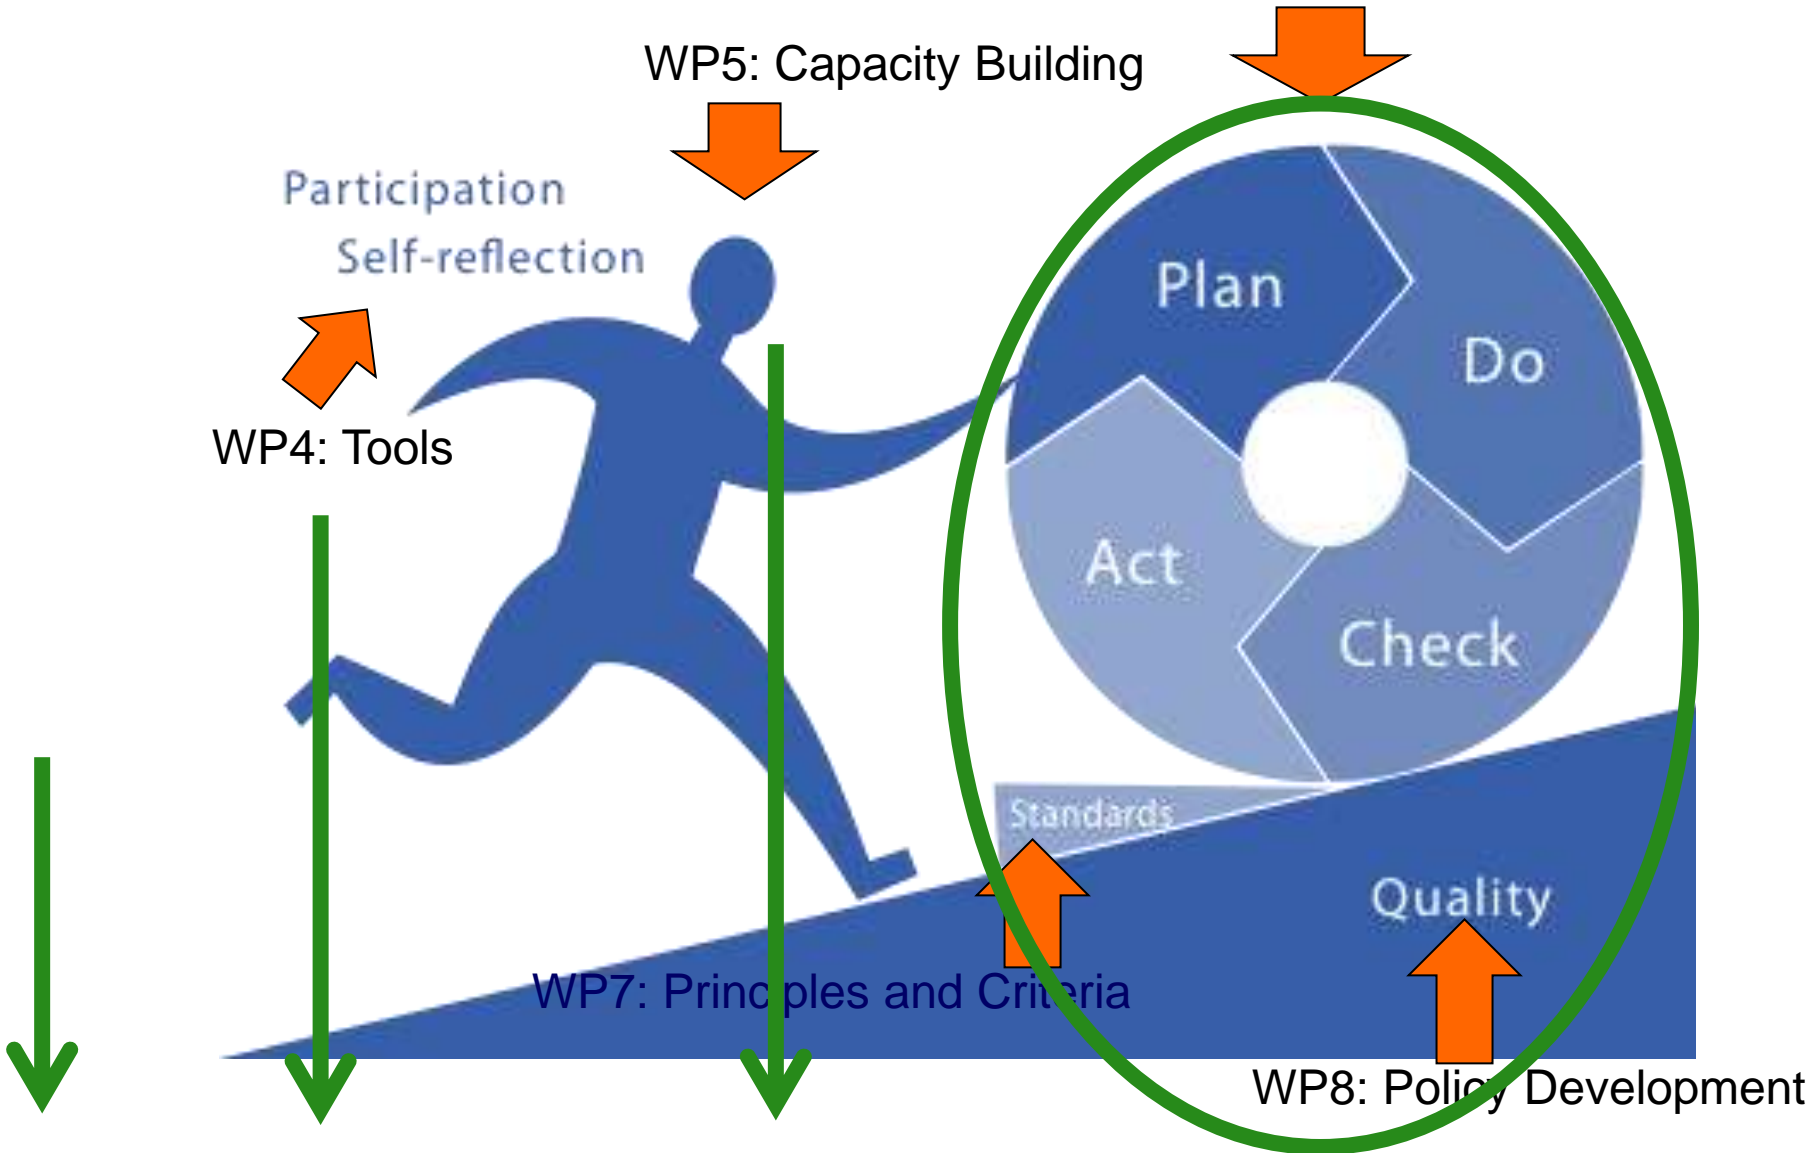 WP5: Capacity Building
Participation
Self-reflection
Plan
Do
WP4: Tools
Act
Check
Standards
Quality
WP7: Principles and Criteria
WP8: Policy Development